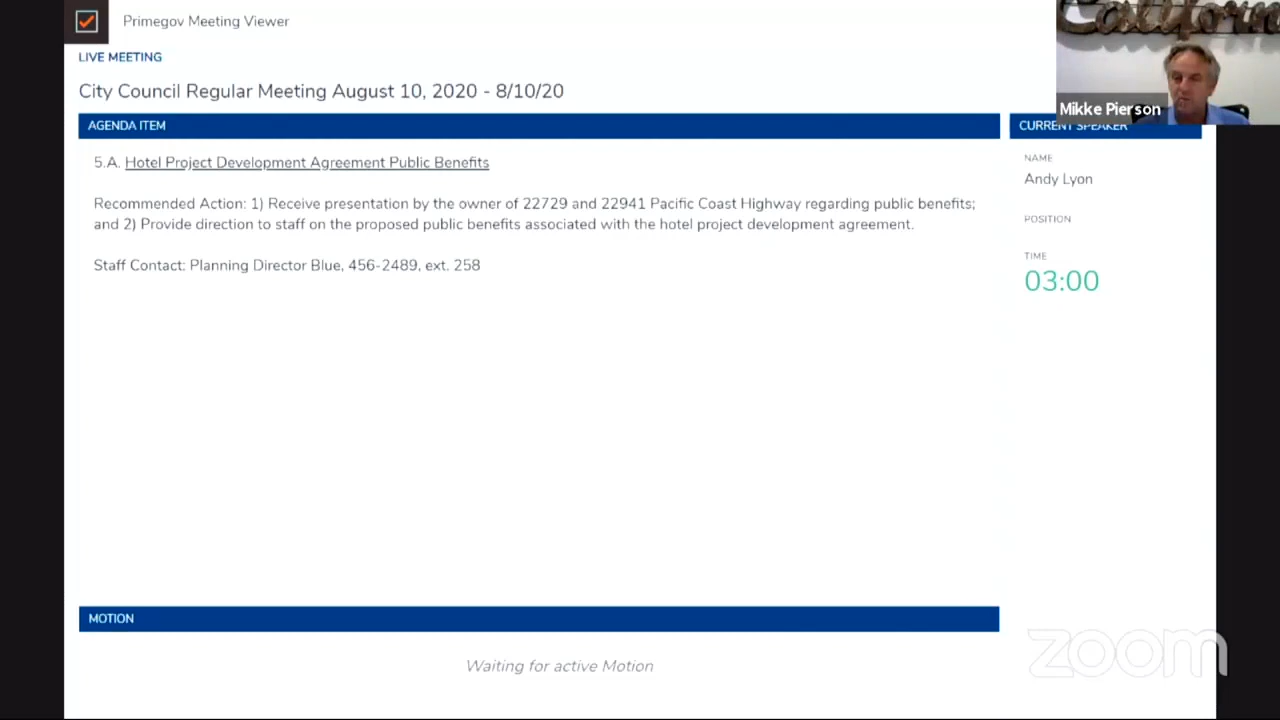 Primegov Meeting Viewer
LIVE MEETING
City Council Regular Meeting August 10, 2020 - 8/10/20
Californ
Mikke Pierson
AGENDA ITEM
CURRENT SPEAKER
5.A. Hotel Project Development Agreement Public Benefits
Recommended Action: 1) Receive presentation by the owner of 22729 and 22941 Pacific Coast Highway regarding public benefits;
and 2) Provide direction to staff on the proposed public benefits associated with the hotel project development agreement.
Staff Contact: Planning Director Blue, 456-2489, ext. 258
NAME
Andy Lyon
POSITION
TIME
03:00
MOTION
Waiting for active Motion
zoom